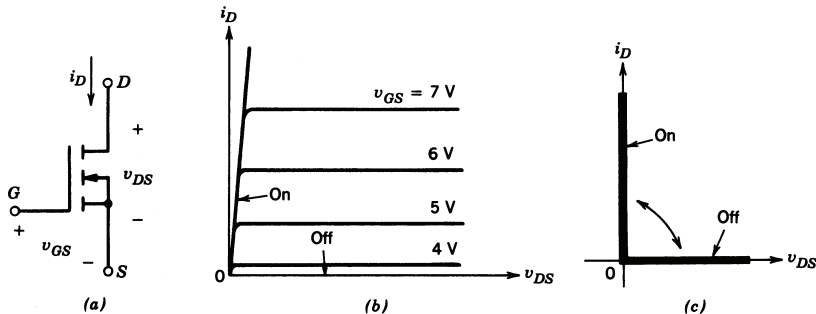 i_D
D
+
v_DS
G
+
−
v_GS
−
S
(a)
i_D
v_GS = 7 V
6 V
On
5 V
Off
4 V
0
v_DS
(b)
i_D
On
Off
0
v_DS
(c)